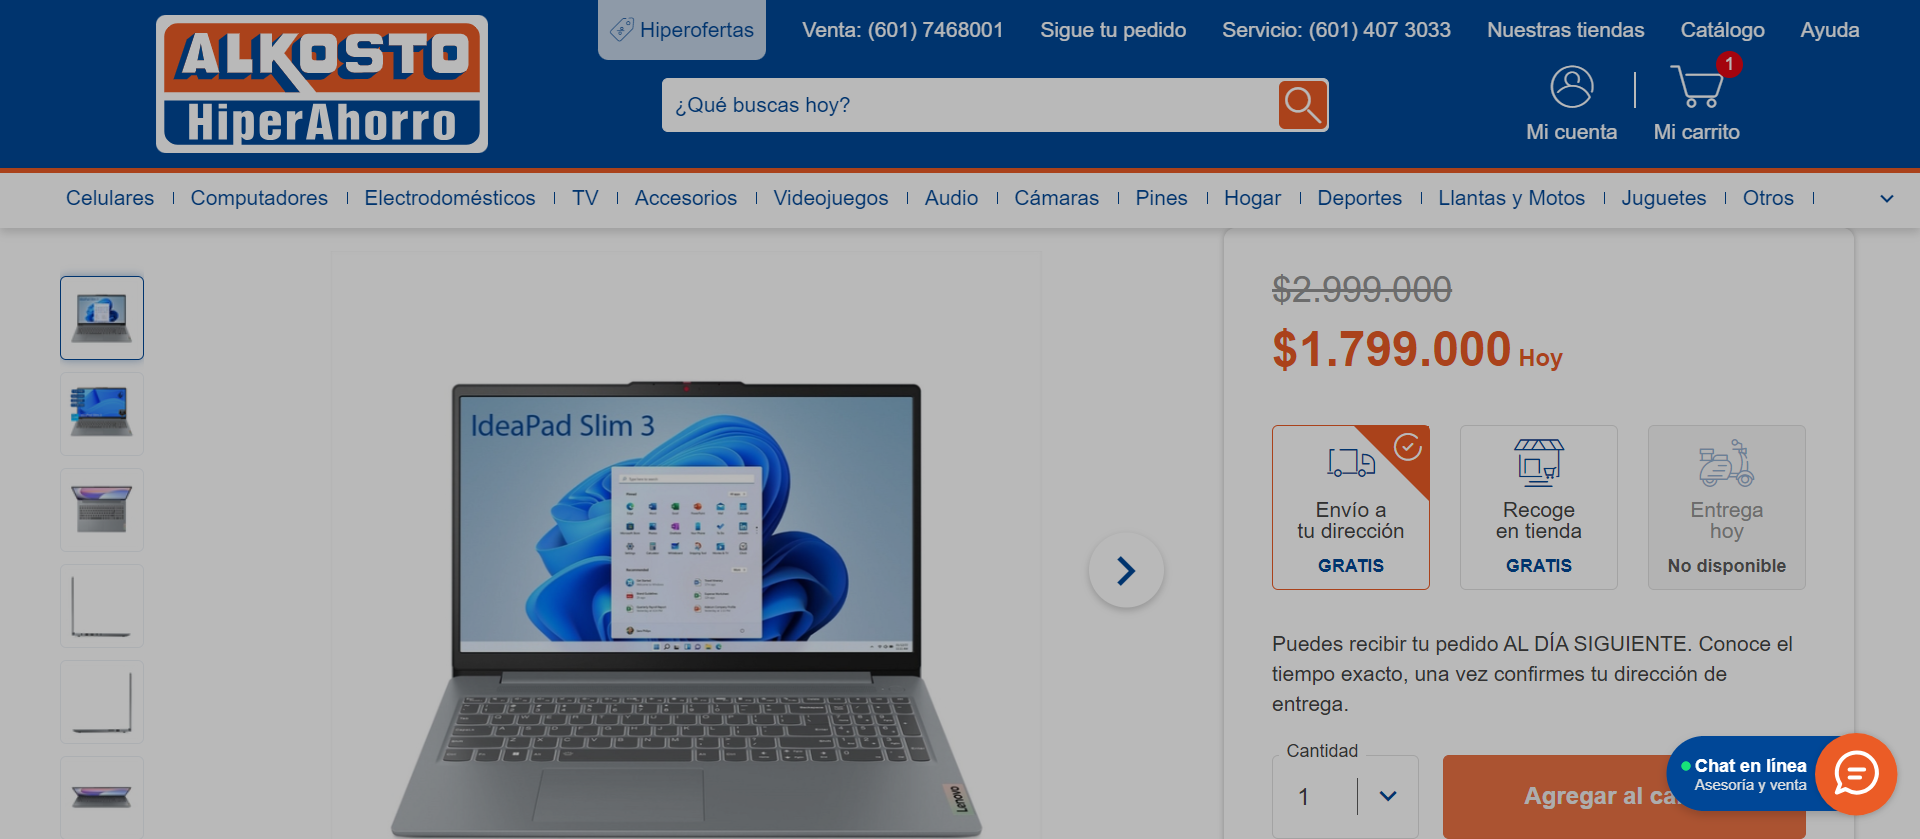 ALKOSTO
HiperAhorro
Hiperofertas
Venta: (601) 7468001
Sigue tu pedido
Servicio: (601) 407 3033
Nuestras tiendas
Catálogo
Ayuda
¿Qué buscas hoy?
1
Mi cuenta
Mi carrito
Celulares
Computadores
Electrodomésticos
TV
Accesorios
Videojuegos
Audio
Cámaras
Pines
Hogar
Deportes
Llantas y Motos
Juguetes
Otros
IdeaPad Slim 3
Lenovo
$2.999.000
$1.799.000 Hoy
Envío a
tu dirección
GRATIS
Recoge
en tienda
GRATIS
Entrega
hoy
No disponible
Puedes recibir tu pedido AL DÍA SIGUIENTE. Conoce el
tiempo exacto, una vez confirmes tu dirección de
entrega.
Cantidad
1
Agregar al ca
Chat en línea
Asesoría y venta